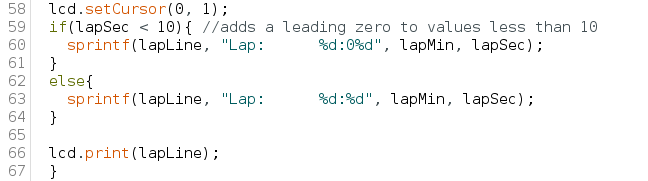 58 lcd.setCursor(0, 1);
59 if(lapSec < 10){ //adds a leading zero to values less than 10
60   sprintf(lapLine, "Lap:      %d:0%d", lapMin, lapSec);
61 }
62 else{
63   sprintf(lapLine, "Lap:      %d:%d", lapMin, lapSec);
64 }
65
66 lcd.print(lapLine);
67 }